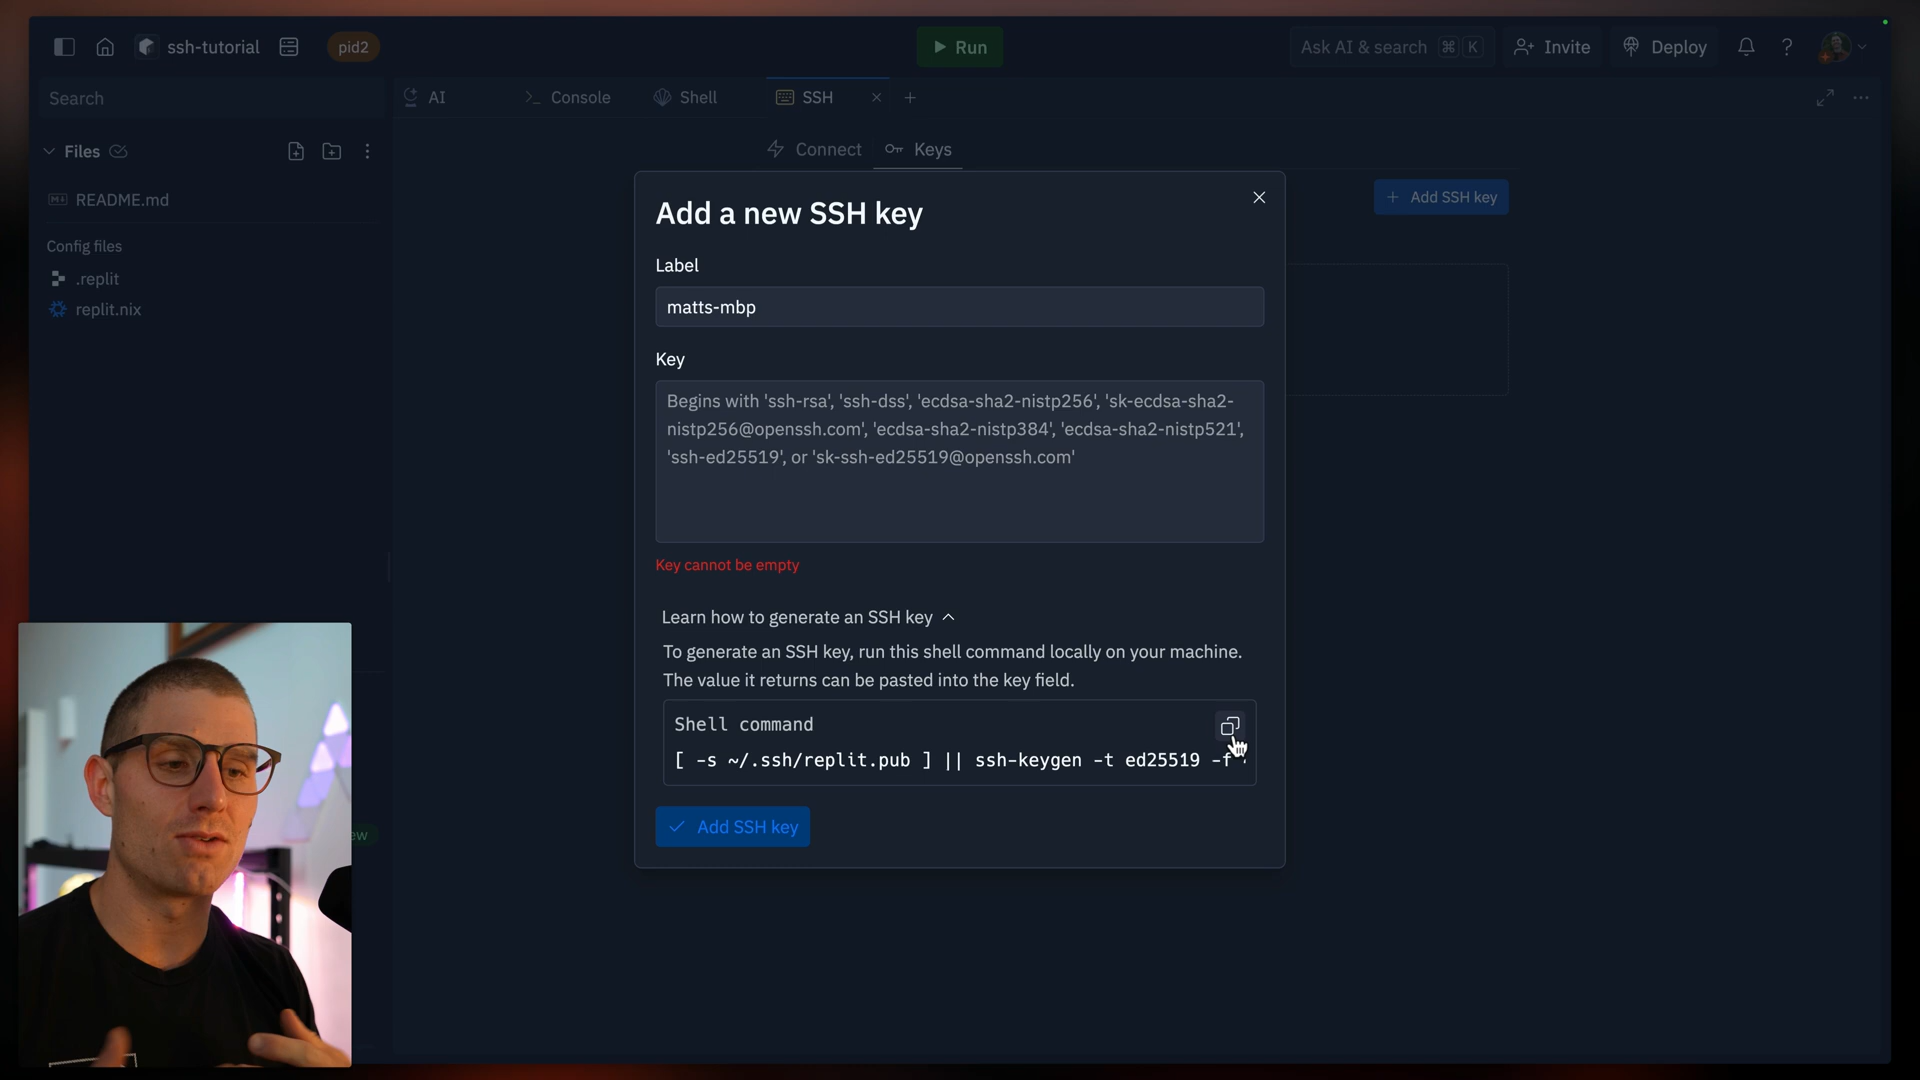 ssh-tutorial
pid2
Run
Ask AI & search ⌘ K
Invite
Deploy
?
Search
AI
Console
Shell
SSH
Files
Connect
Keys
README.md
Add SSH key
Config files
.replit
replit.nix
Add a new SSH key
Label
matts-mbp
Key
Begins with 'ssh-rsa', 'ssh-dss', 'ecdsa-sha2-nistp256', 'sk-ecdsa-sha2-
nistp256@openssh.com', 'ecdsa-sha2-nistp384', 'ecdsa-sha2-nistp521',
'ssh-ed25519', or 'sk-ssh-ed25519@openssh.com'
Key cannot be empty
Learn how to generate an SSH key
To generate an SSH key, run this shell command locally on your machine.
The value it returns can be pasted into the key field.
Shell command
[ -s ~/.ssh/replit.pub ] || ssh-keygen -t ed25519 -f
Add SSH key